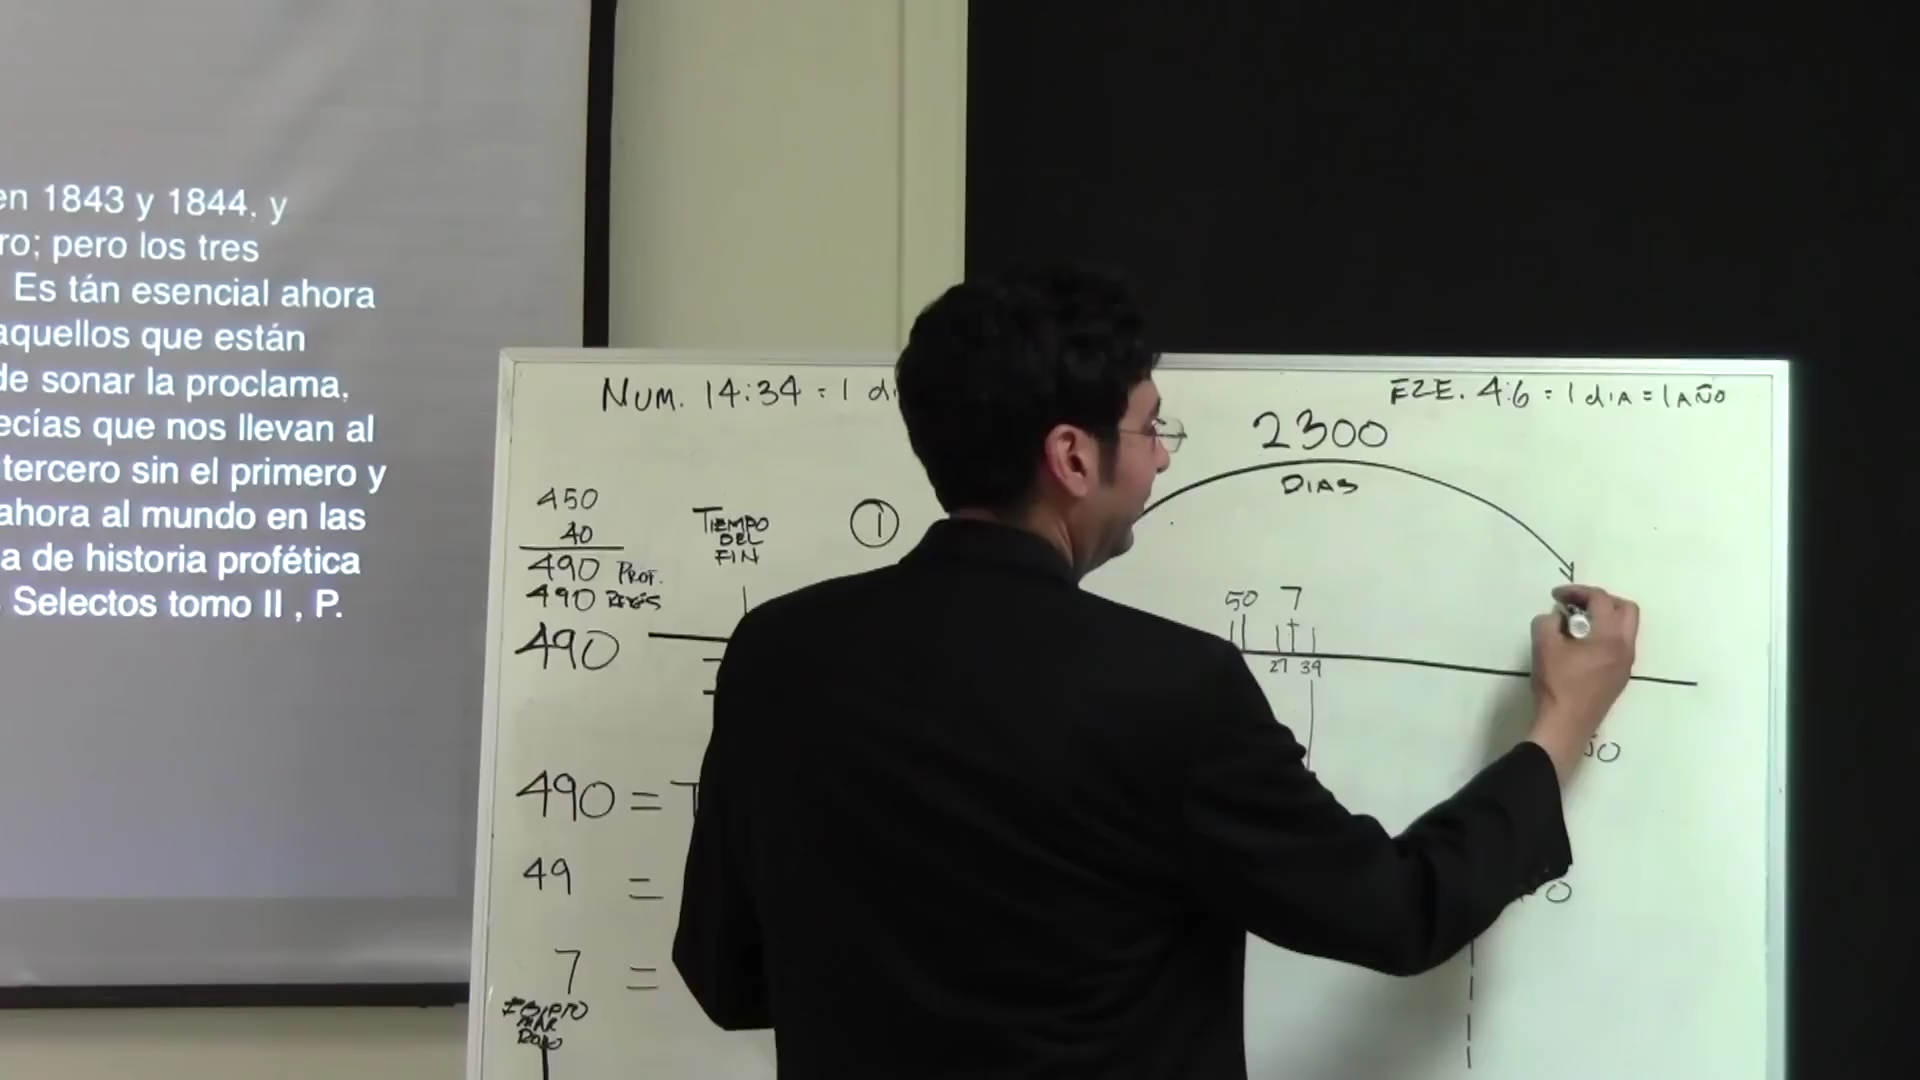 en 1843 y 1844. y
ro; pero los tres
Es tán esencial ahora
aquellos que están
de sonar la proclama,
ecías que nos llevan al
tercero sin el primero y
ahora al mundo en las
a de historia profética
Selectos tomo II , P.
NUM. 14:34 = 1 di
EZE. 4:6 = 1 dIA = 1 AÑO
2300
DIAS
450
40
490 PROF.
490
490
TIEMPO
DEL
FIN
1
50 7
27 34
490 = T
49 =
7 =
EGIPTO
MAR
ROJO
ÑO
O